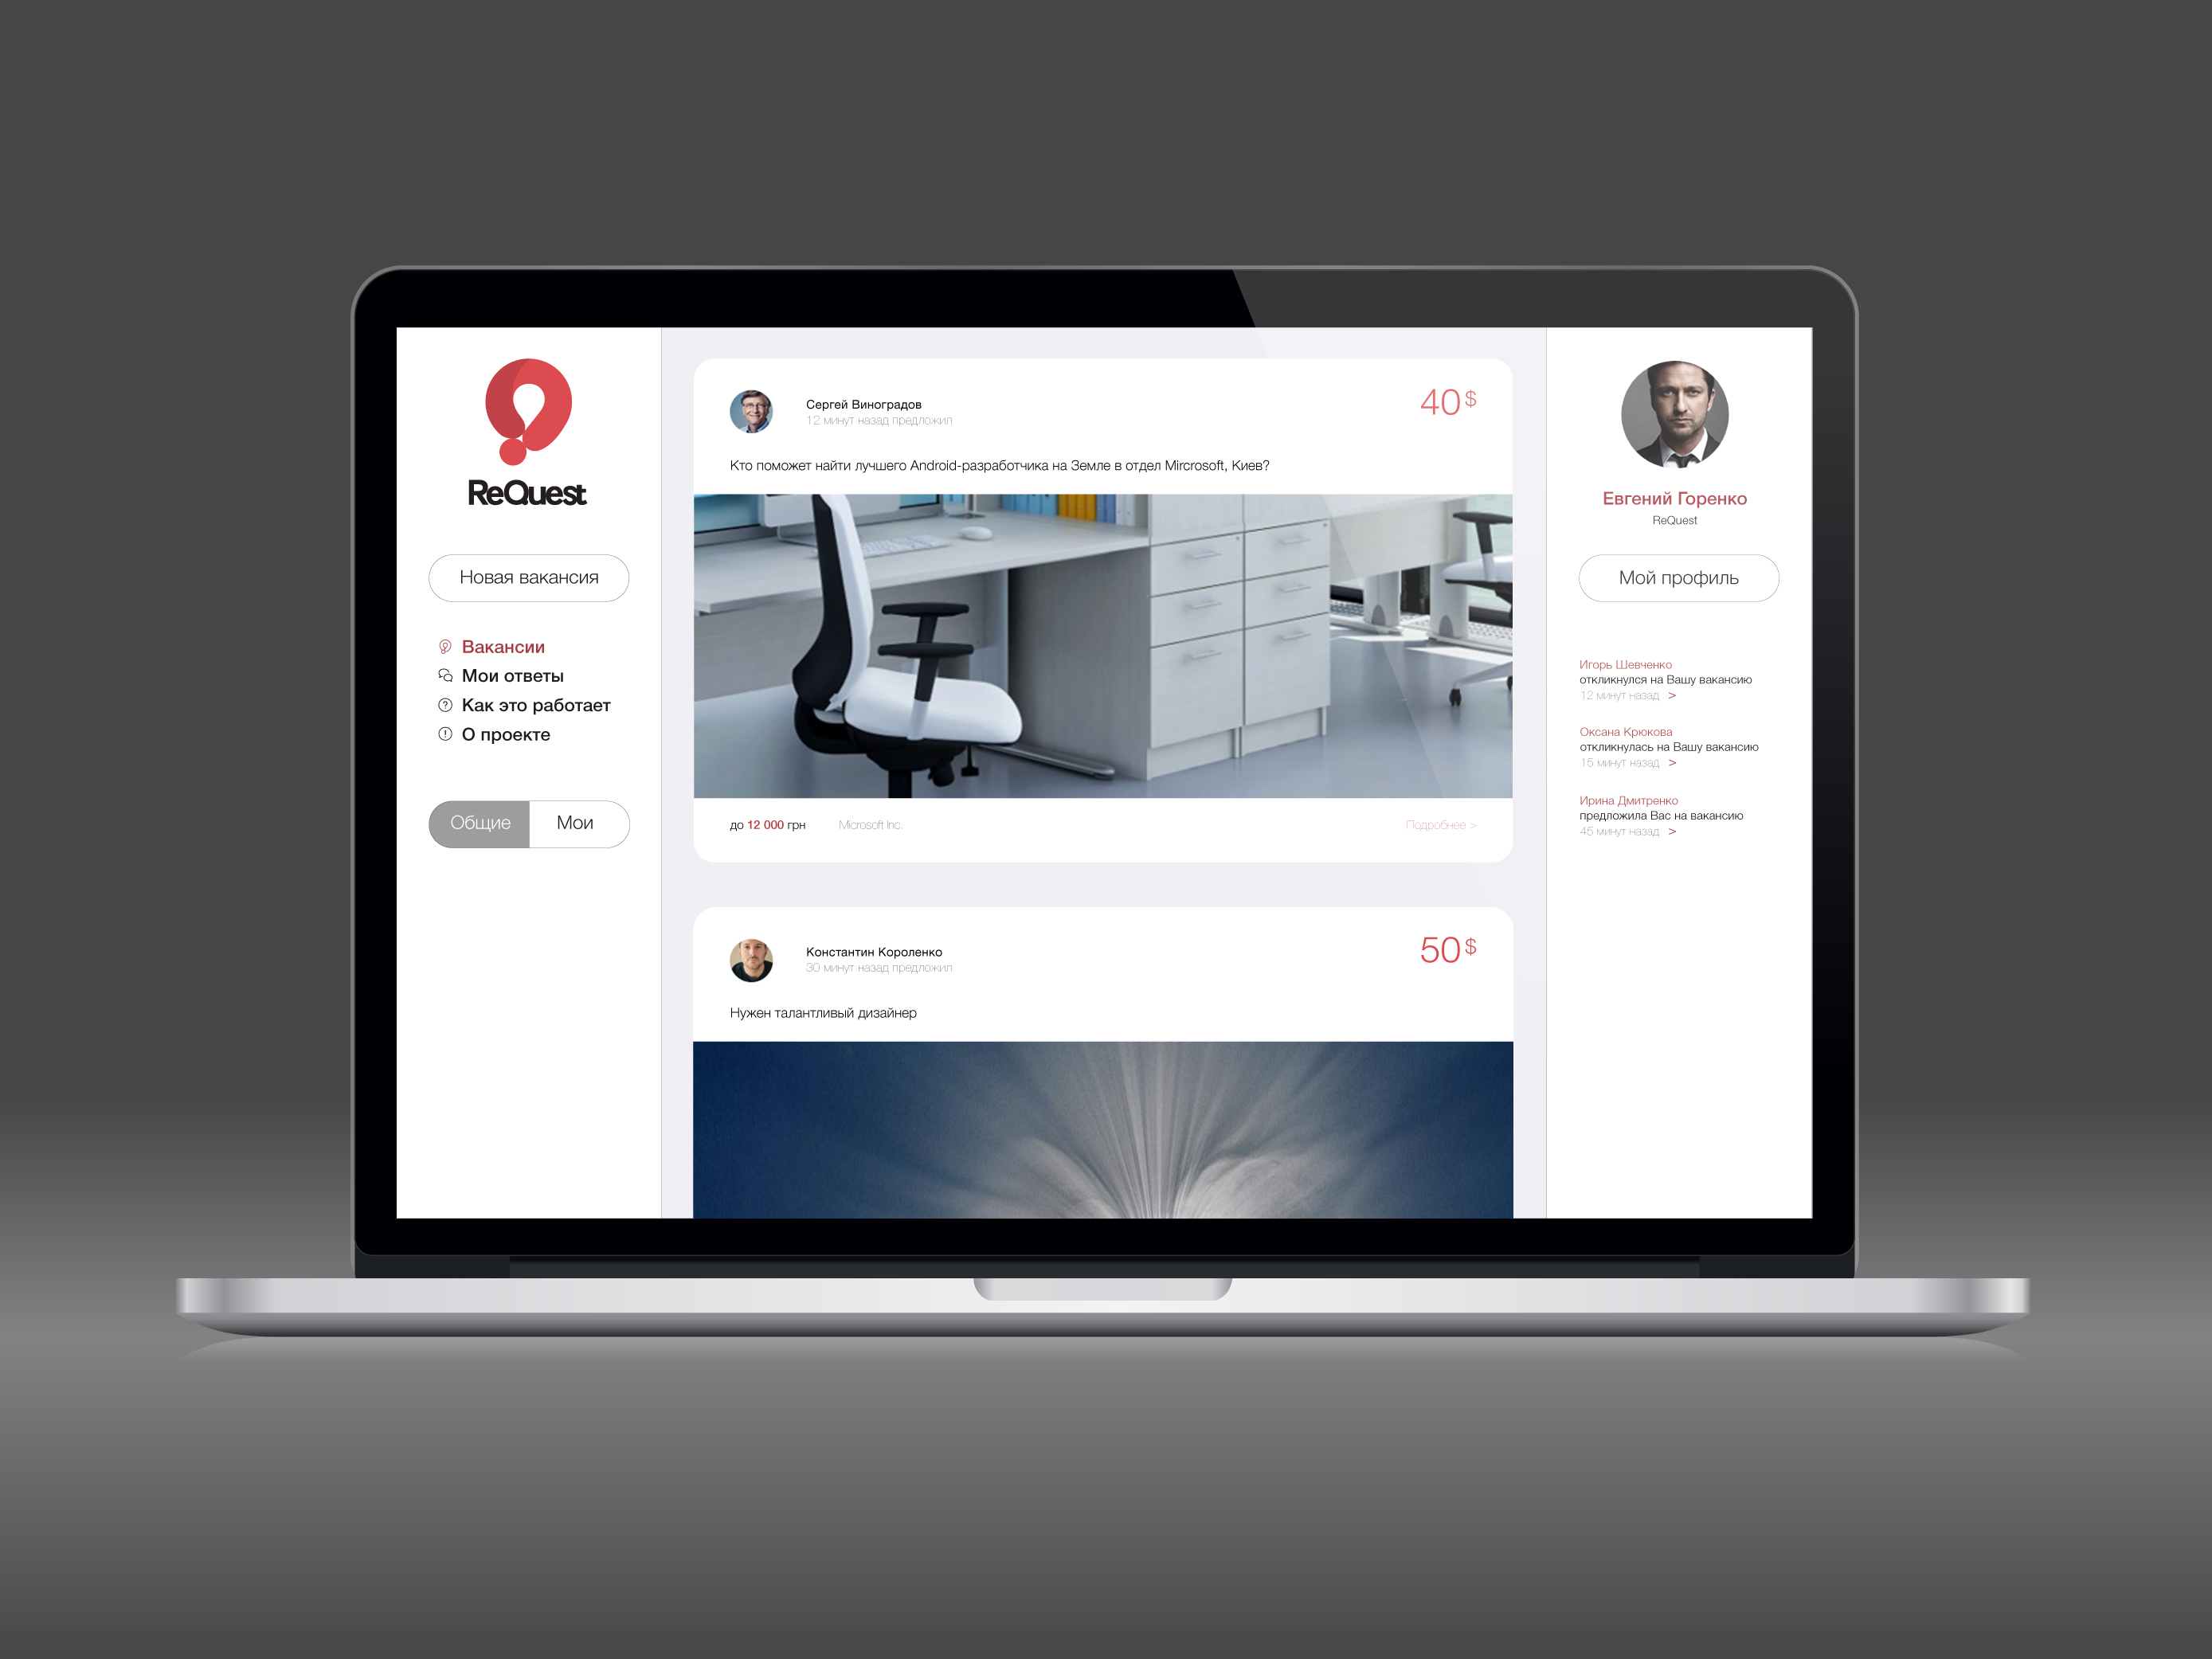 ReQuest
Новая вакансия
Вакансии
Мои ответы
Как это работает
О проекте
Общие
Мои
Сергей Виноградов
12 минут назад предложил
40 $
Кто поможет найти лучшего Android-разработчика на Земле в отдел Mircrosoft, Киев?
до 12 000 грн
Microsoft Inc.
Подробнее >
Константин Короленко
30 минут назад предложил
50 $
Нужен талантливый дизайнер
Евгений Горенко
ReQuest
Мой профиль
Игорь Шевченко
откликнулся на Вашу вакансию
12 минут назад >
Оксана Крюкова
откликнулась на Вашу вакансию
15 минут назад >
Ирина Дмитренко
предложила Вас на вакансию
45 минут назад >